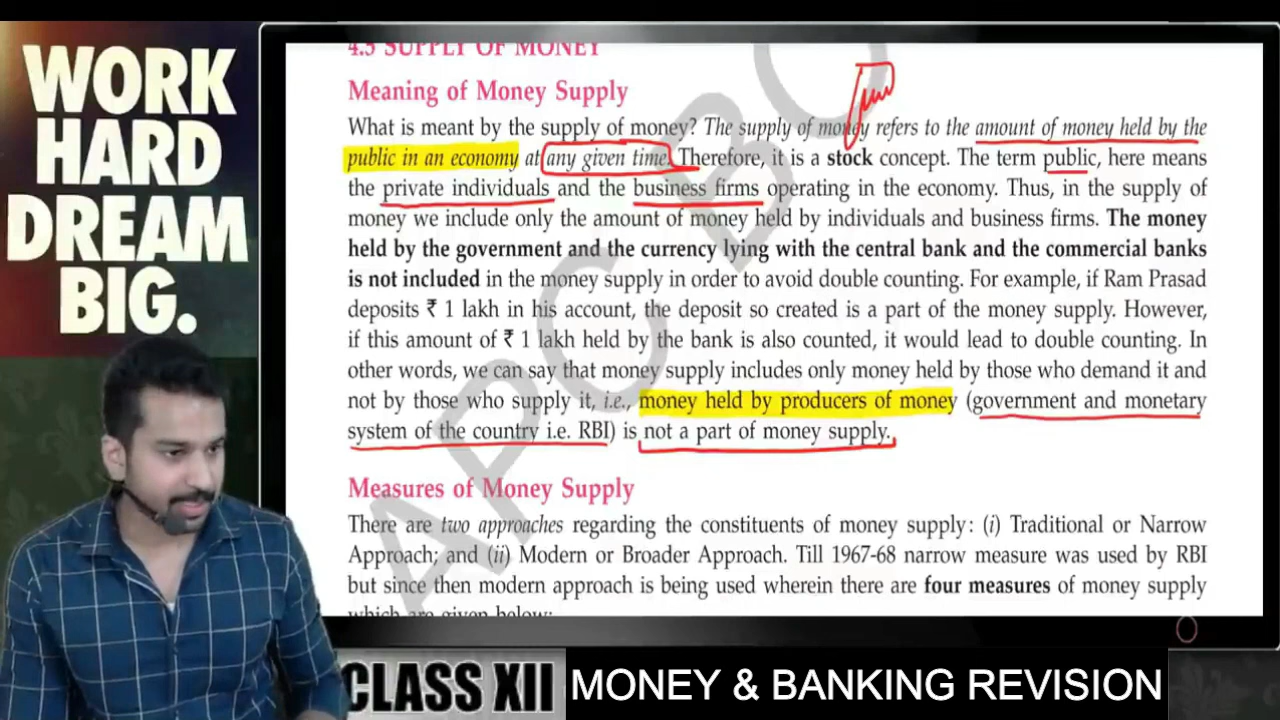 WORK
HARD
DREAM
BIG.
4.5 SUPPLY OF MONEY
Meaning of Money Supply
What is meant by the supply of money? The supply of money refers to the amount of money held by the
public in an economy at any given time. Therefore, it is a stock concept. The term public, here means
the private individuals and the business firms operating in the economy. Thus, in the supply of
money we include only the amount of money held by individuals and business firms. The money
held by the government and the currency lying with the central bank and the commercial banks
is not included in the money supply in order to avoid double counting. For example, if Ram Prasad
deposits ₹ 1 lakh in his account, the deposit so created is a part of the money supply. However,
if this amount of ₹ 1 lakh held by the bank is also counted, it would lead to double counting. In
other words, we can say that money supply includes only money held by those who demand it and
not by those who supply it, i.e., money held by producers of money (government and monetary
system of the country i.e. RBI) is not a part of money supply.
Measures of Money Supply
There are two approaches regarding the constituents of money supply: (i) Traditional or Narrow
Approach; and (ii) Modern or Broader Approach. Till 1967-68 narrow measure was used by RBI
but since then modern approach is being used wherein there are four measures of money supply
which are given below:
APC BO
CLASS XII
MONEY & BANKING REVISION